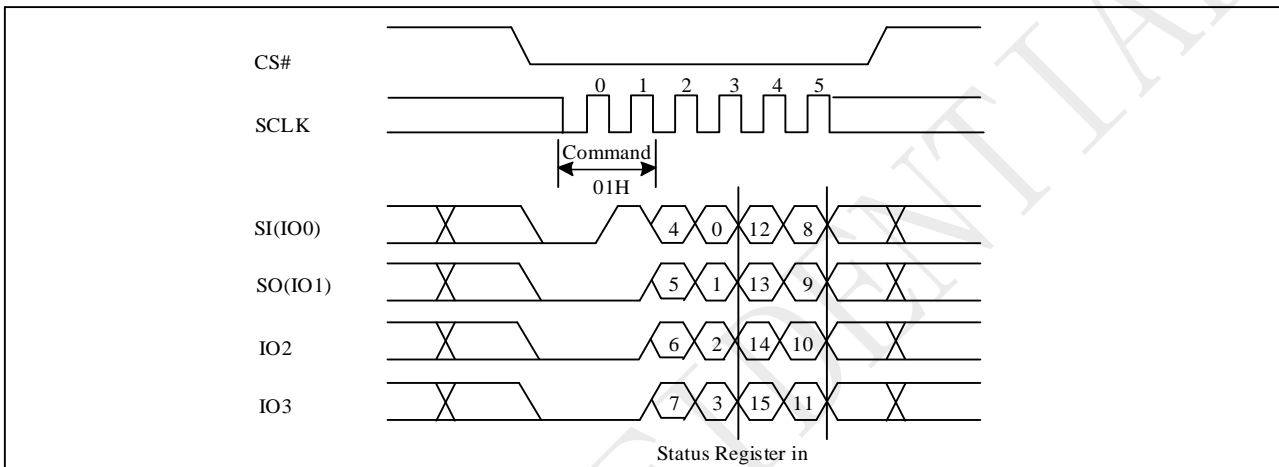 CS#
0 1 2 3 4 5
SCLK
Command
01H
SI(IO0) 4 0 12 8
SO(IO1) 5 1 13 9
IO2 6 2 14 10
IO3 7 3 15 11
Status Register in